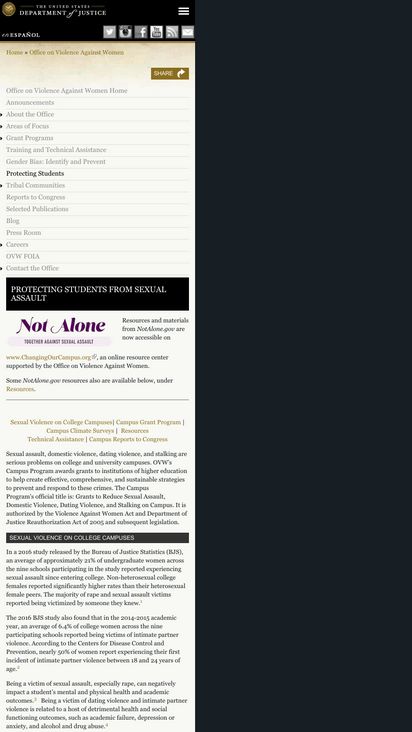 THE UNITED STATES
DEPARTMENT of JUSTICE
en ESPAÑOL
Home » Office on Violence Against Women
SHARE
Office on Violence Against Women Home
Announcements
About the Office
Areas of Focus
Grant Programs
Training and Technical Assistance
Gender Bias: Identify and Prevent
Protecting Students
Tribal Communities
Reports to Congress
Selected Publications
Blog
Press Room
Careers
OVW FOIA
Contact the Office
PROTECTING STUDENTS FROM SEXUAL
ASSAULT
Not Alone
TOGETHER AGAINST SEXUAL ASSAULT
Resources and materials
from NotAlone.gov are
now accessible on
www.ChangingOurCampus.org, an online resource center
supported by the Office on Violence Against Women.
Some NotAlone.gov resources also are available below, under
Resources.
Sexual Violence on College Campuses| Campus Grant Program |
Campus Climate Surveys | Resources
Technical Assistance | Campus Reports to Congress
Sexual assault, domestic violence, dating violence, and stalking are
serious problems on college and university campuses. OVW's
Campus Program awards grants to institutions of higher education
to help create effective, comprehensive, and sustainable strategies
to prevent and respond to these crimes. The Campus
Program's official title is: Grants to Reduce Sexual Assault,
Domestic Violence, Dating Violence, and Stalking on Campus. It is
authorized by the Violence Against Women Act and Department of
Justice Reauthorization Act of 2005 and subsequent legislation.
SEXUAL VIOLENCE ON COLLEGE CAMPUSES
In a 2016 study released by the Bureau of Justice Statistics (BJS),
an average of approximately 21% of undergraduate women across
the nine schools participating in the study reported experiencing
sexual assault since entering college. Non-heterosexual college
females reported significantly higher rates than their heterosexual
female peers. The majority of rape and sexual assault victims
reported being victimized by someone they knew.1
The 2016 BJS study also found that in the 2014-2015 academic
year, an average of 6.4% of college women across the nine
participating schools reported being victims of intimate partner
violence. According to the Centers for Disease Control and
Prevention, nearly 50% of women report experiencing their first
incident of intimate partner violence between 18 and 24 years of
age.2
Being a victim of sexual assault, especially rape, can negatively
impact a student's mental and physical health and academic
outcomes.3 Being a victim of dating violence and intimate partner
violence is related to a host of detrimental health and social
functioning outcomes, such as academic failure, depression or
anxiety, and alcohol and drug abuse.4